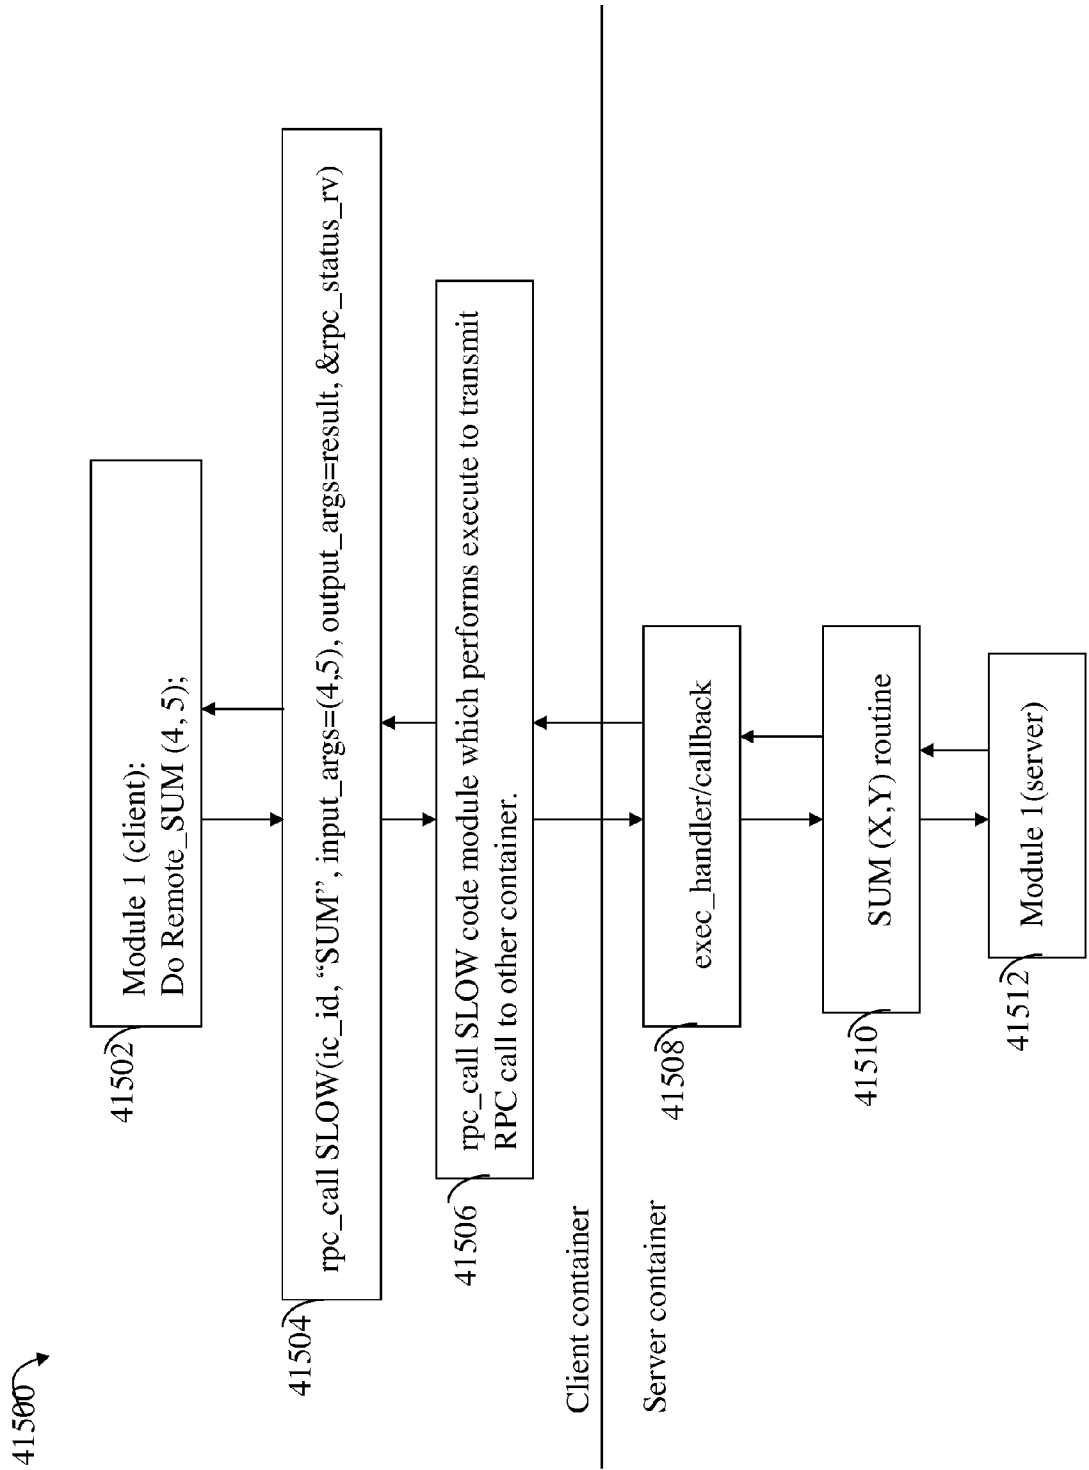 41500
41502
Module 1 (client):
Do Remote_SUM (4, 5);
41504
rpc_call SLOW(ic_id, “SUM”, input_args=(4,5), output_args=result, &rpc_status_rv)
41506
rpc_call SLOW code module which performs execute to transmit
RPC call to other container.
Client container
Server container
41508
exec_handler/callback
41510
SUM (X,Y) routine
41512
Module 1(server)